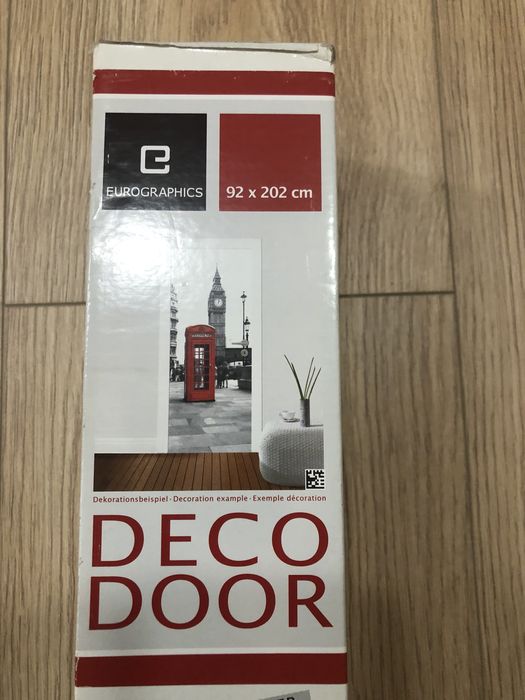 EUROGRAPHICS
92 x 202 cm
Dekorationsbeispiel · Decoration example · Exemple décoration
DECO
DOOR